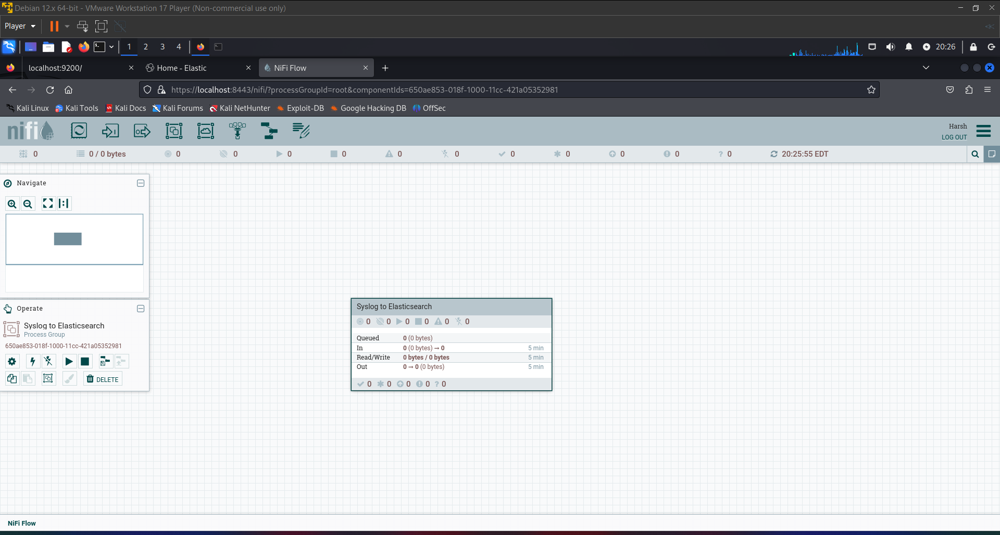 Debian 12.x 64-bit - VMware Workstation 17 Player (Non-commercial use only)
Player
1 2 3 4 20:26
localhost:9200/ Home - Elastic NiFi Flow
https://localhost:8443/nifi/?processGroupId=root&componentIds=650ae853-018f-1000-11cc-421a05352981
Kali Linux Kali Tools Kali Docs Kali Forums Kali NetHunter Exploit-DB Google Hacking DB OffSec
nifi
Harsh
LOG OUT
0 0 / 0 bytes 0 0 0 0 0 0 0 0 0 0 0 20:25:55 EDT
Navigate
Operate
Syslog to Elasticsearch
Process Group
650ae853-018f-1000-11cc-421a05352981
DELETE
Syslog to Elasticsearch
0 0 0 0 0 0
Queued 0 (0 bytes)
In 0 (0 bytes) → 0 5 min
Read/Write 0 bytes / 0 bytes 5 min
Out 0 → 0 (0 bytes) 5 min
0 0 0 0 ? 0
NiFi Flow